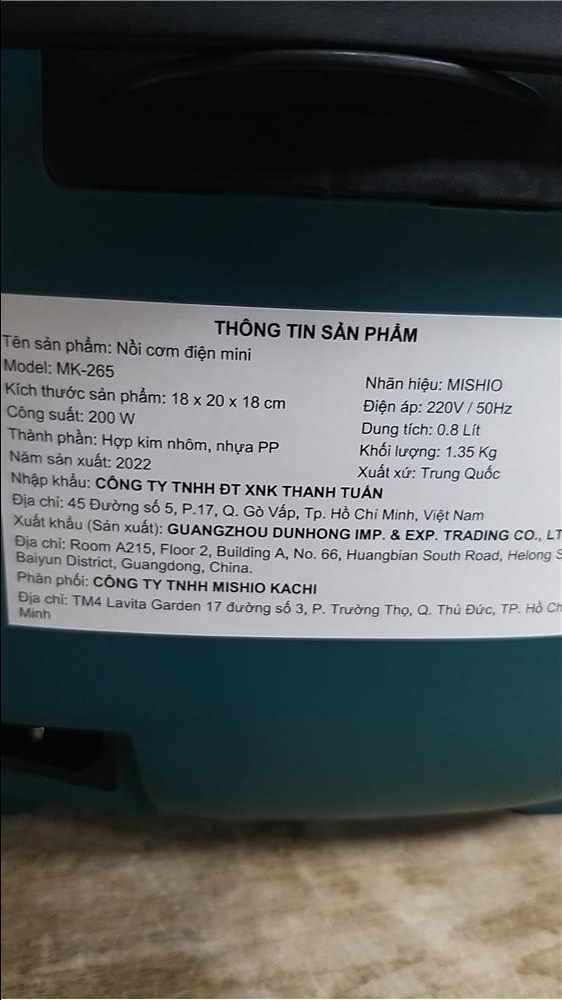 THÔNG TIN SẢN PHẨM
Tên sản phẩm: Nồi cơm điện mini
Model: MK-265
Nhãn hiệu: MISHIO
Kích thước sản phẩm: 18 x 20 x 18 cm
Điện áp: 220V / 50Hz
Công suất: 200 W
Dung tích: 0.8 Lít
Thành phần: Hợp kim nhôm, nhựa PP
Khối lượng: 1.35 Kg
Năm sản xuất: 2022
Xuất xứ: Trung Quốc
Nhập khẩu: CÔNG TY TNHH ĐT XNK THANH TUẤN
Địa chỉ: 45 Đường số 5, P.17, Q. Gò Vấp, Tp. Hồ Chí Minh, Việt Nam
Xuất khẩu (Sản xuất): GUANGZHOU DUNHONG IMP. & EXP. TRADING CO., LT
Địa chỉ: Room A215, Floor 2, Building A, No. 66, Huangbian South Road, Helong S
Baiyun District, Guangdong, China.
Phân phối: CÔNG TY TNHH MISHIO KACHI
Địa chỉ: TM4 Lavita Garden 17 đường số 3, P. Trường Thọ, Q. Thủ Đức, TP. Hồ Ch
Minh